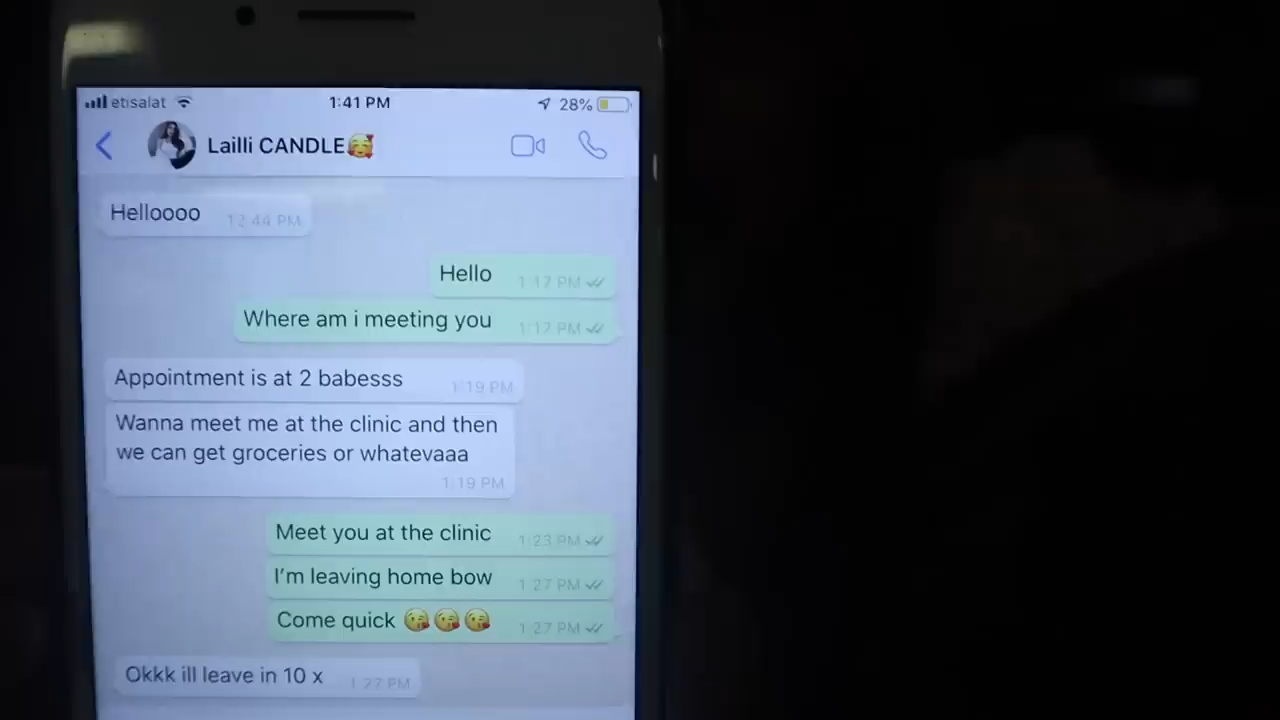 etisalat 1:41 PM 28%
Lailli CANDLE🥰
Helloooo 12:44 PM
Hello 1:17 PM
Where am i meeting you 1:17 PM
Appointment is at 2 babesss 1:19 PM
Wanna meet me at the clinic and then
we can get groceries or whatevaaa
1:19 PM
Meet you at the clinic 1:23 PM
I'm leaving home bow 1:27 PM
Come quick 😘😘😘 1:27 PM
Okkk ill leave in 10 x 1:27 PM